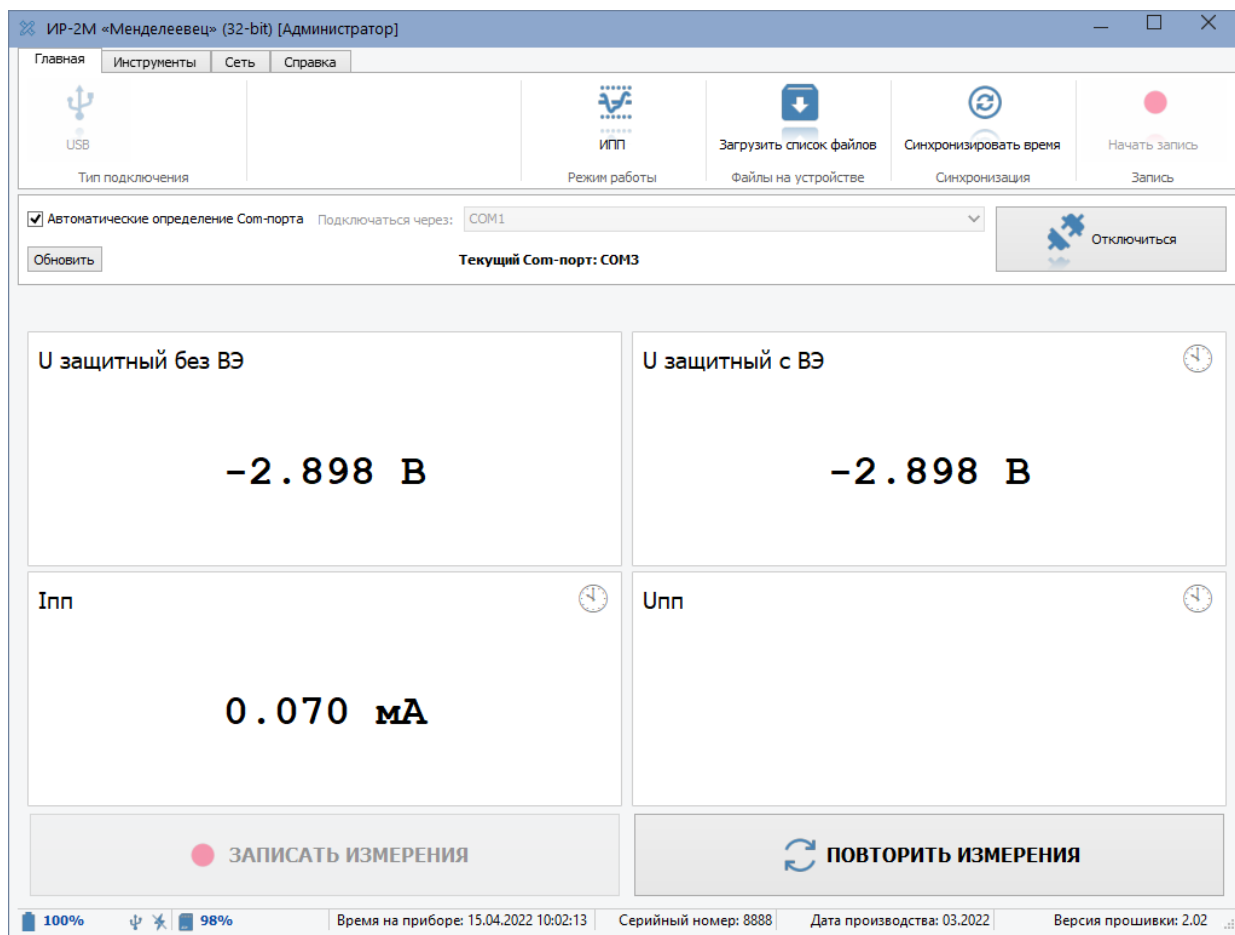 ИР-2М «Менделеевец» (32-bit) [Администратор]
Главная Инструменты Сеть Справка
USB ИПП Загрузить список файлов Синхронизировать время Начать запись
Тип подключения Режим работы Файлы на устройстве Синхронизация Запись
Автоматические определение Com-порта Подключаться через: COM1 Отключиться
Обновить Текущий Com-порт: COM3
U защитный без ВЭ U защитный с ВЭ
-2.898 В -2.898 В
Iпп Uпп
0.070 мА
ЗАПИСАТЬ ИЗМЕРЕНИЯ ПОВТОРИТЬ ИЗМЕРЕНИЯ
100% 98% Время на приборе: 15.04.2022 10:02:13 Серийный номер: 8888 Дата производства: 03.2022 Версия прошивки: 2.02